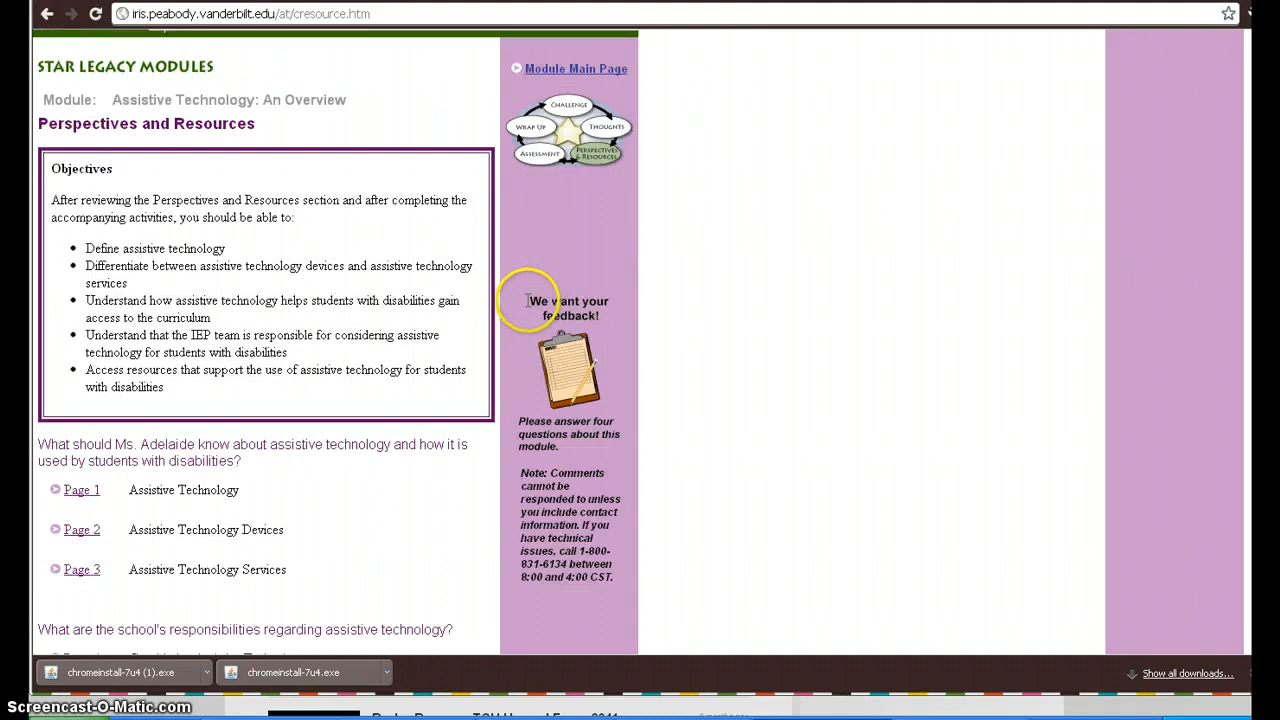 iris.peabody.vanderbilt.edu/at/cresource.htm
STAR LEGACY MODULES
Module: Assistive Technology: An Overview
Perspectives and Resources
Objectives
After reviewing the Perspectives and Resources section and after completing the
accompanying activities, you should be able to:
Define assistive technology
Differentiate between assistive technology devices and assistive technology
services
Understand how assistive technology helps students with disabilities gain
access to the curriculum
Understand that the IEP team is responsible for considering assistive
technology for students with disabilities
Access resources that support the use of assistive technology for students
with disabilities
What should Ms. Adelaide know about assistive technology and how it is
used by students with disabilities?
Page 1 Assistive Technology
Page 2 Assistive Technology Devices
Page 3 Assistive Technology Services
What are the school's responsibilities regarding assistive technology?
Module Main Page
CHALLENGE
WRAP UP
THOUGHTS
ASSESSMENT
PERSPECTIVES
& RESOURCES
We want your
feedback!
Please answer four
questions about this
module.
Note: Comments
cannot be
responded to unless
you include contact
information. If you
have technical
issues, call 1-800-
831-6134 between
8:00 and 4:00 CST.
chromeinstall-7u4 (1).exe
chromeinstall-7u4.exe
Show all downloads...
Screencast-O-Matic.com